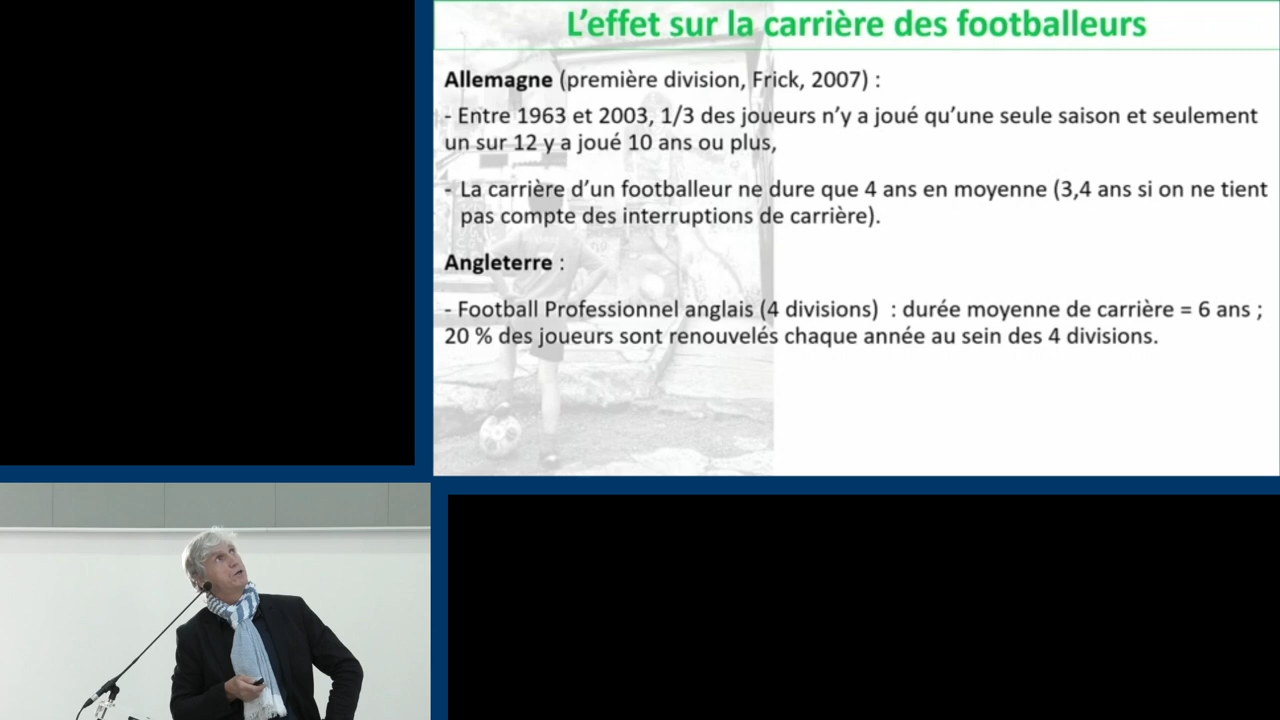 L'effet sur la carrière des footballeurs
Allemagne (première division, Frick, 2007) :
- Entre 1963 et 2003, 1/3 des joueurs n'y a joué qu'une seule saison et seulement
un sur 12 y a joué 10 ans ou plus,
- La carrière d'un footballeur ne dure que 4 ans en moyenne (3,4 ans si on ne tient
pas compte des interruptions de carrière).
Angleterre :
- Football Professionnel anglais (4 divisions) : durée moyenne de carrière = 6 ans ;
20 % des joueurs sont renouvelés chaque année au sein des 4 divisions.